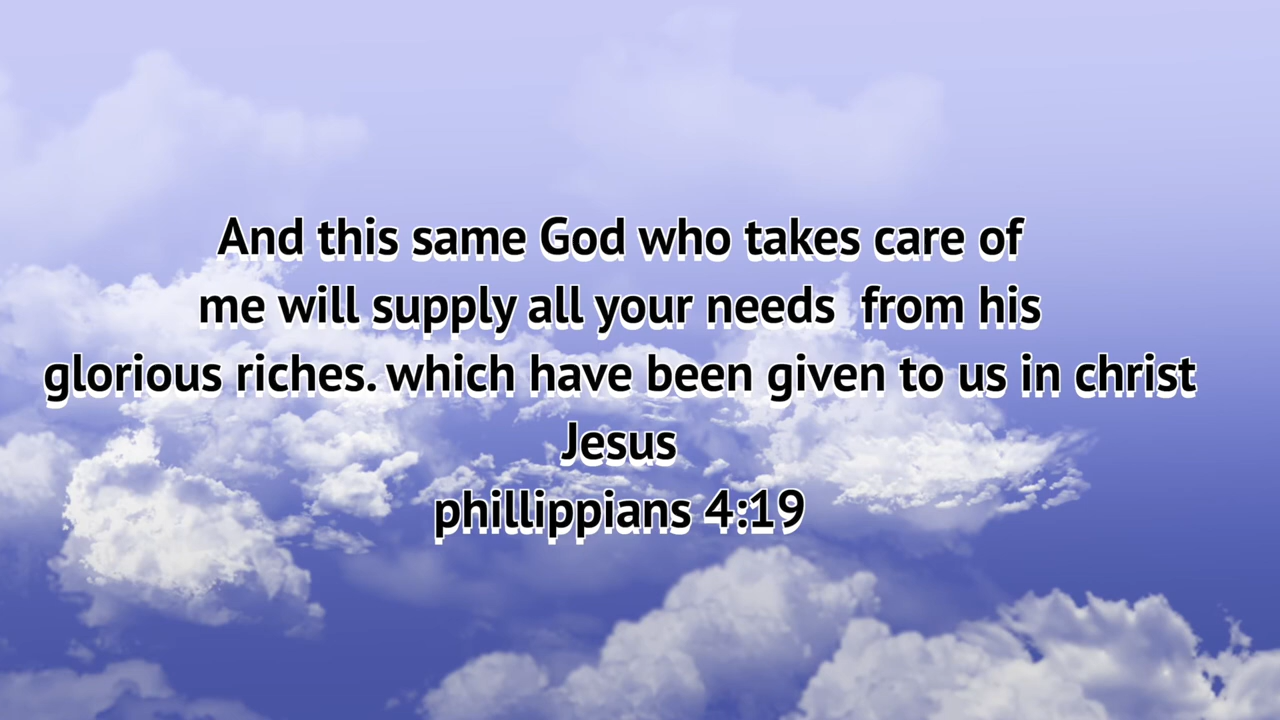 And this same God who takes care of
me will supply all your needs  from his
glorious riches. which have been given to us in christ
Jesus
phillippians 4:19